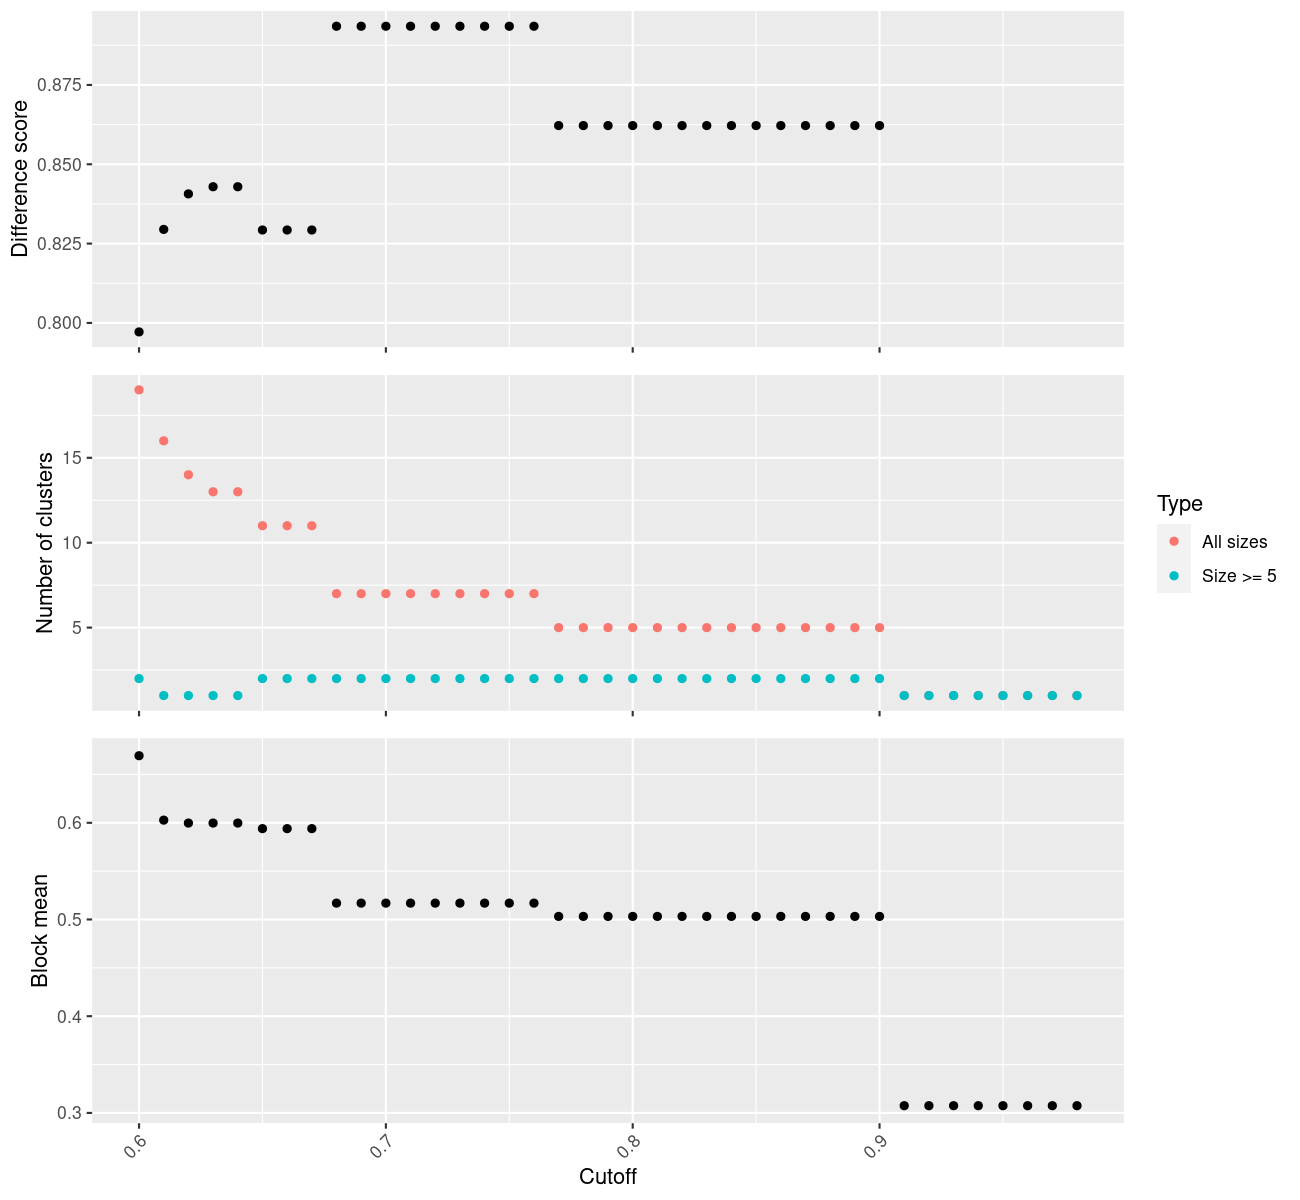 Difference score
0.875
0.850
0.825
0.800
Number of clusters
15
10
5
Type
All sizes
Size >= 5
Block mean
0.6
0.5
0.4
0.3
0.6
0.7
0.8
0.9
Cutoff